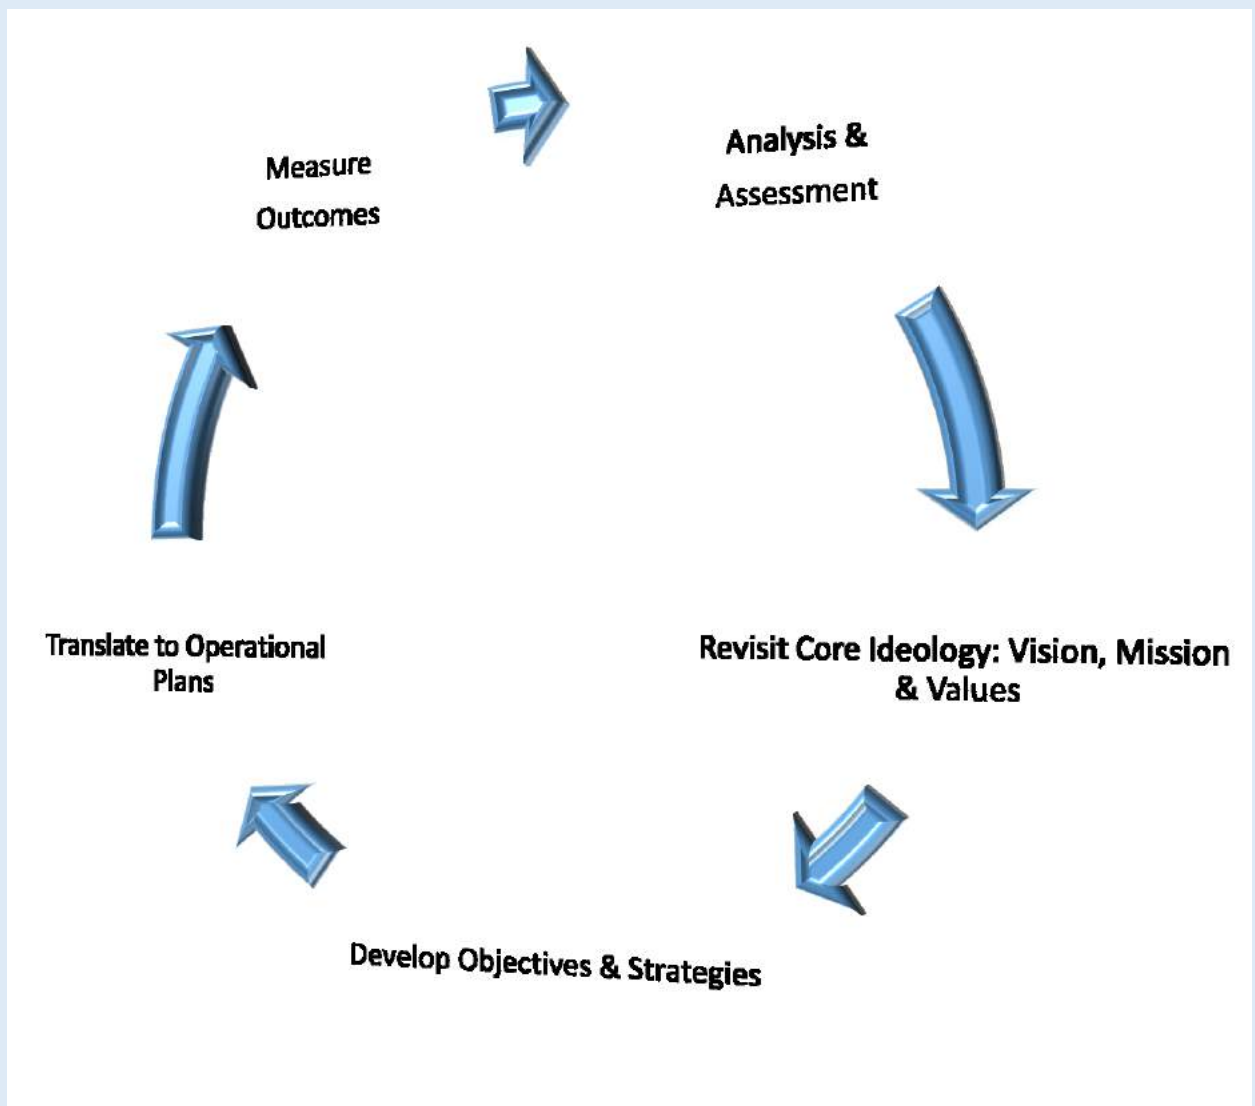 Measure
Outcomes
Analysis &
Assessment
Revisit Core Ideology: Vision, Mission
& Values
Develop Objectives & Strategies
Translate to Operational
Plans